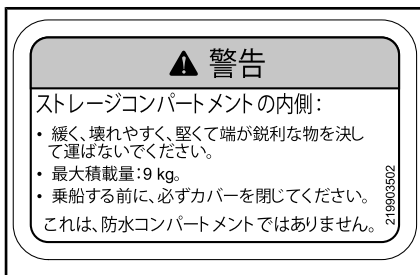 警告
ストレージコンパートメントの内側：
• 緩く、壊れやすく、堅くて端が鋭利な物を決し
て運ばないでください。
• 最大積載量：9 kg。
• 乗船する前に、必ずカバーを閉じてください。
これは、防水コンパートメントではありません。
219903502